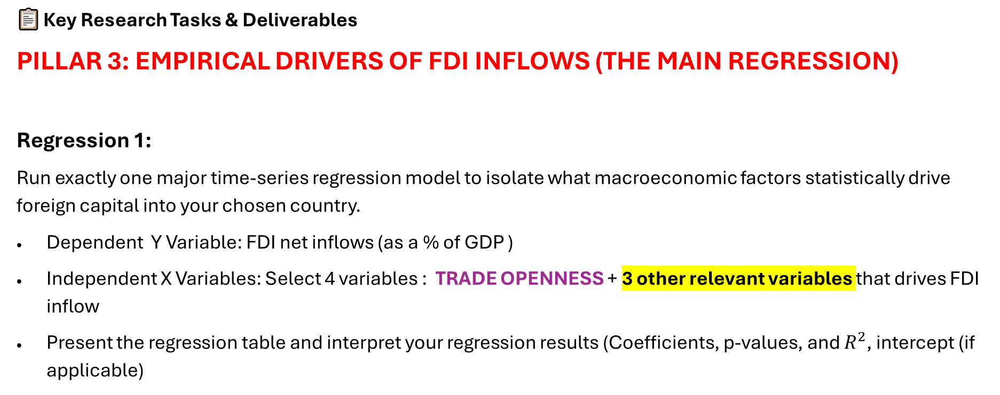 📋 Key Research Tasks & Deliverables
PILLAR 3: EMPIRICAL DRIVERS OF FDI INFLOWS (THE MAIN REGRESSION)
Regression 1:
Run exactly one major time-series regression model to isolate what macroeconomic factors statistically drive
foreign capital into your chosen country.
• Dependent Y Variable: FDI net inflows (as a % of GDP )
• Independent X Variables: Select 4 variables : TRADE OPENNESS + 3 other relevant variables that drives FDI
inflow
• Present the regression table and interpret your regression results (Coefficients, p-values, and R², intercept (if
applicable)